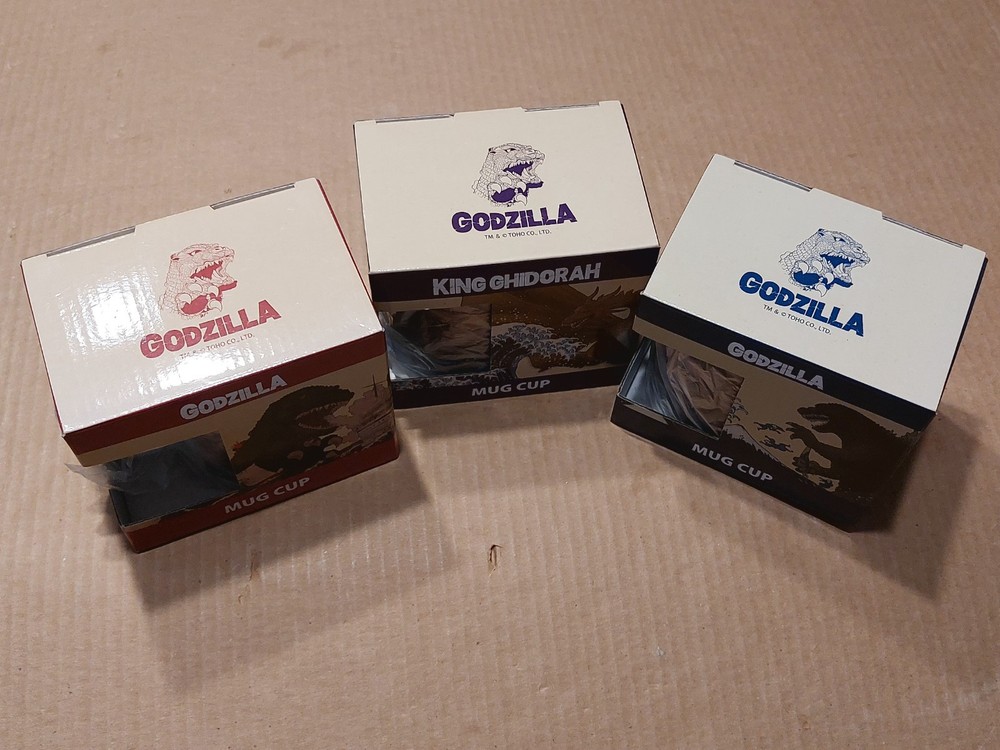 GODZILLA
TM & © TOHO CO., LTD.
GODZILLA
MUG CUP
GODZILLA
TM & © TOHO CO., LTD.
KING GHIDORAH
MUG CUP
GODZILLA
TM & © TOHO CO., LTD.
GODZILLA
MUG CUP